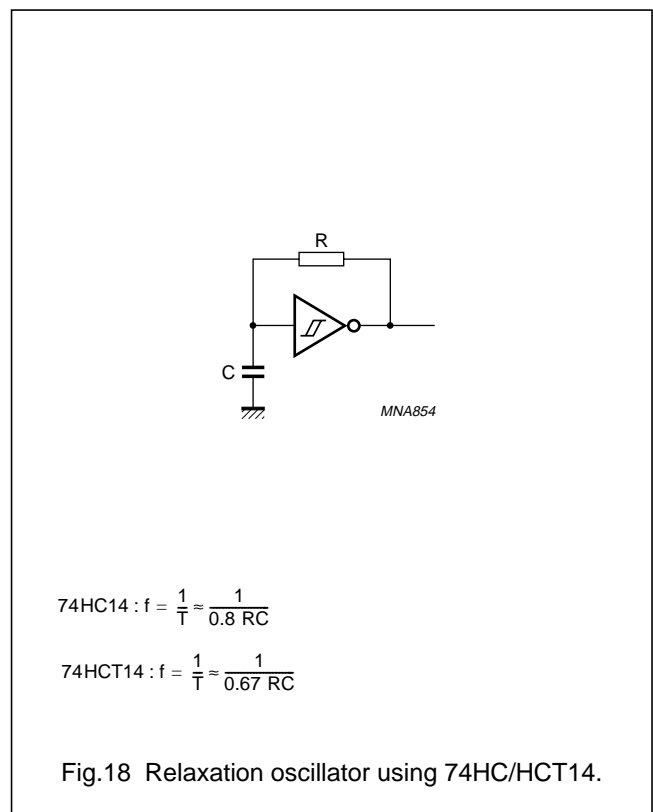 R
C
MNA854
74HC14 : f = 1/T ≈ 1/0.8 RC
74HCT14 : f = 1/T ≈ 1/0.67 RC
Fig.18 Relaxation oscillator using 74HC/HCT14.